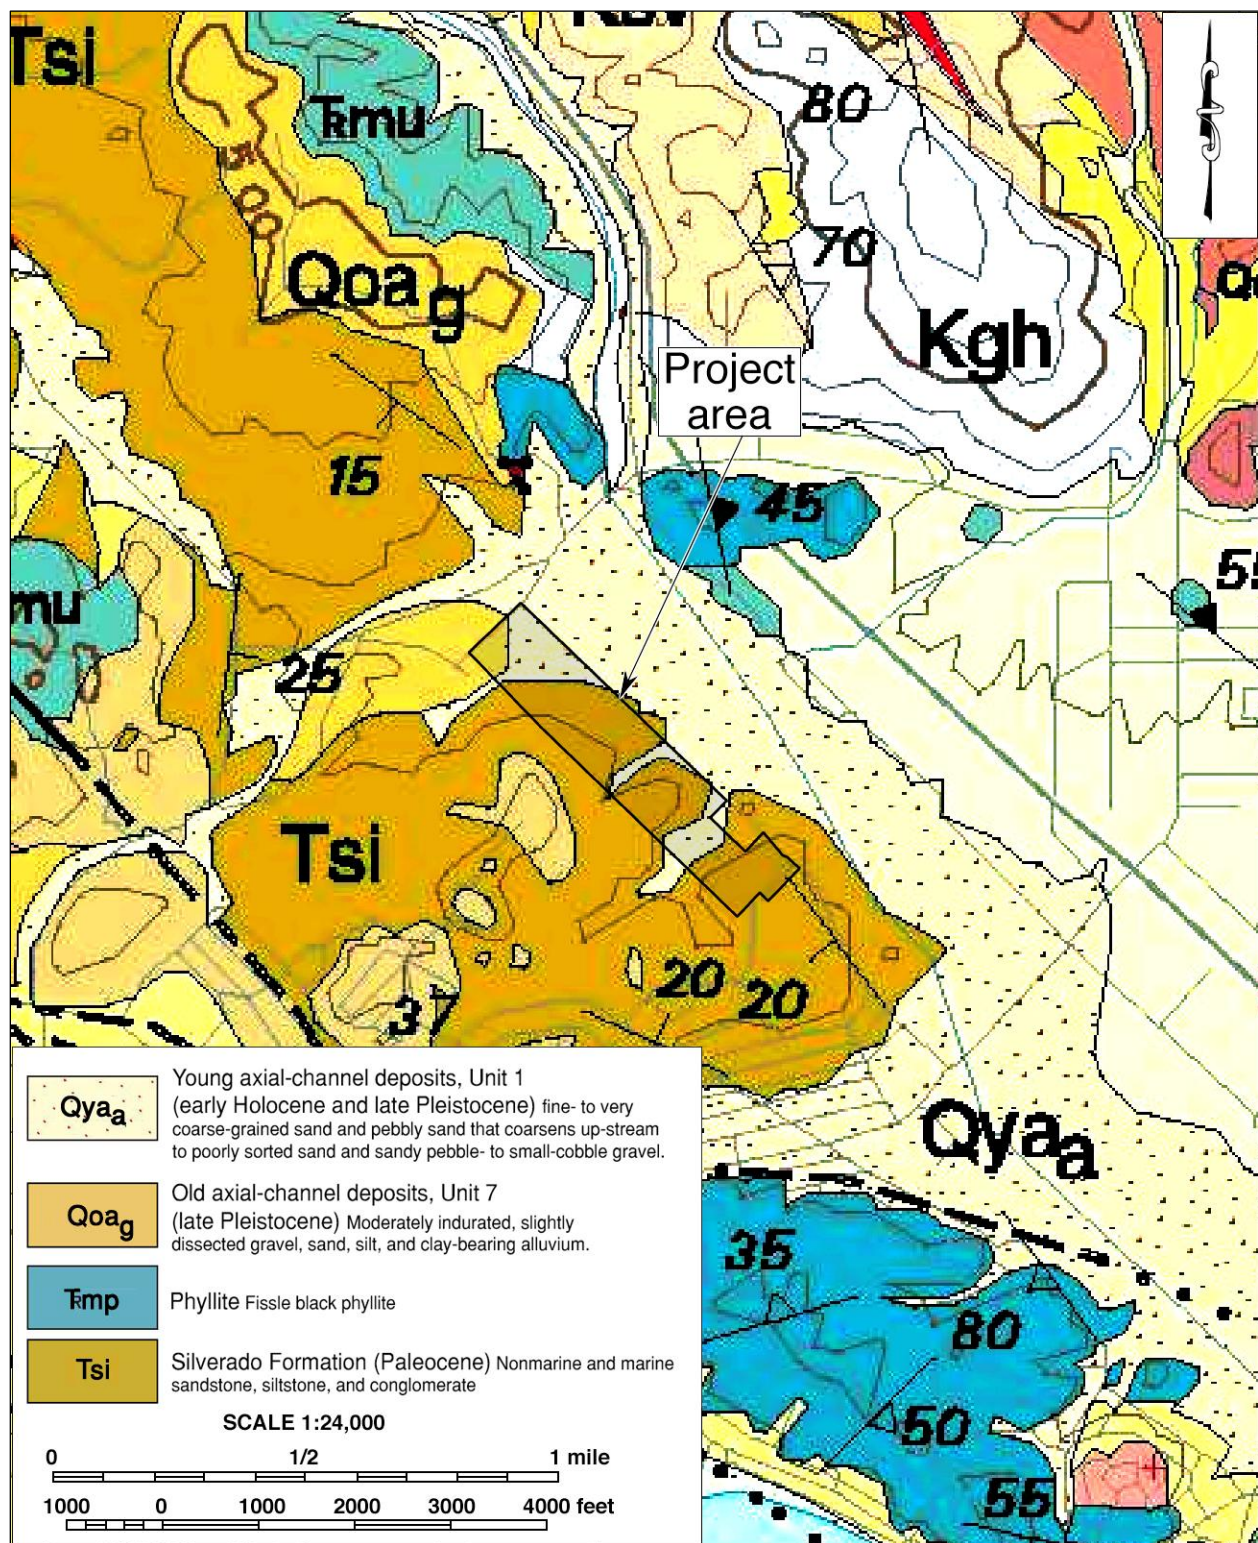 Tsi
80
TRmu
500
70
Qoa g
Kgh
Project
area
15
45
mu
25
Tsi
20
20
37
Qyaa
35
80
50
55
Qyaa
Young axial-channel deposits, Unit 1
(early Holocene and late Pleistocene) fine- to very
coarse-grained sand and pebbly sand that coarsens up-stream
to poorly sorted sand and sandy pebble- to small-cobble gravel.
Qoag
Old axial-channel deposits, Unit 7
(late Pleistocene) Moderately indurated, slightly
dissected gravel, sand, silt, and clay-bearing alluvium.
TRmp
Phyllite Fissle black phyllite
Tsi
Silverado Formation (Paleocene) Nonmarine and marine
sandstone, siltstone, and conglomerate
SCALE 1:24,000
0 1/2 1 mile
1000 0 1000 2000 3000 4000 feet